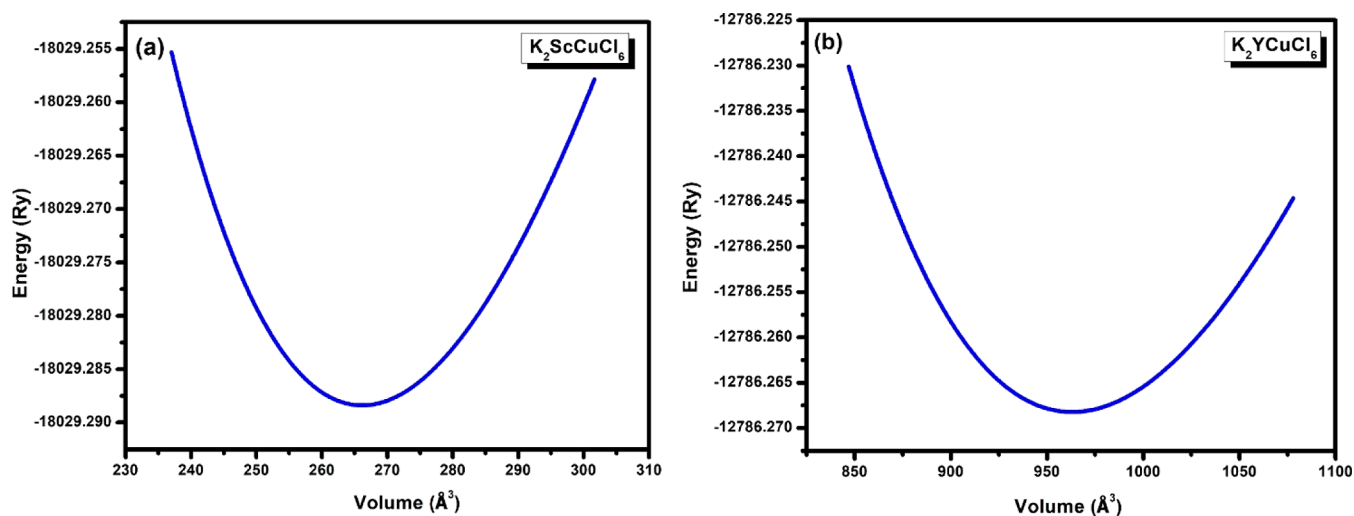 (a)
K₂ScCuCl₆
-18029.255
-18029.260
-18029.265
-18029.270
-18029.275
-18029.280
-18029.285
-18029.290
Energy (Ry)
230 240 250 260 270 280 290 300 310
Volume (Å³)
(b)
K₂YCuCl₆
-12786.225
-12786.230
-12786.235
-12786.240
-12786.245
-12786.250
-12786.255
-12786.260
-12786.265
-12786.270
Energy (Ry)
850 900 950 1000 1050 1100
Volume (Å³)